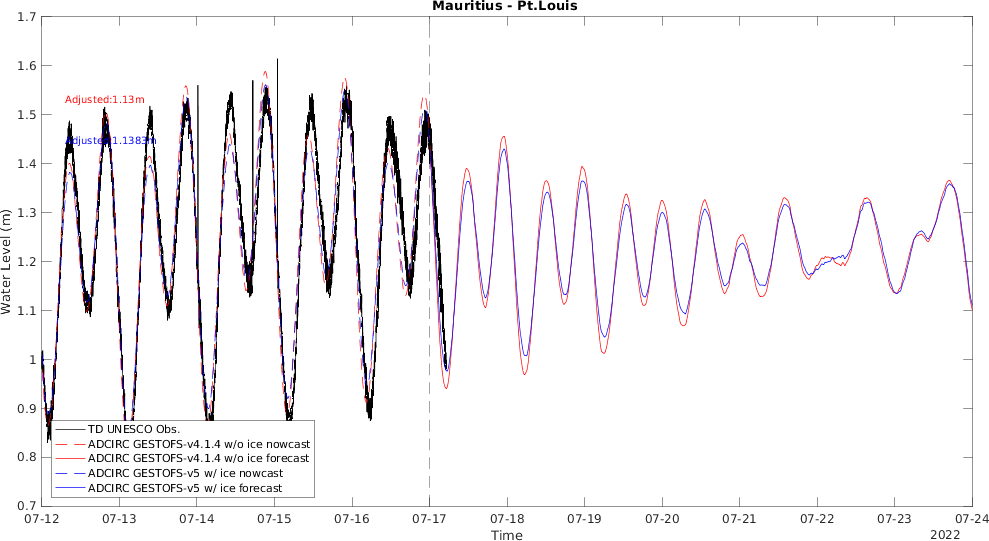 Mauritius - Pt.Louis
1.7
1.6
1.5
1.4
1.3
1.2
1.1
1
0.9
0.8
0.7
Water Level (m)
Adjusted:1.13m
Adjusted:1.1383m
TD UNESCO Obs.
ADCIRC GESTOFS-v4.1.4 w/o ice nowcast
ADCIRC GESTOFS-v4.1.4 w/o ice forecast
ADCIRC GESTOFS-v5 w/ ice nowcast
ADCIRC GESTOFS-v5 w/ ice forecast
07-12 07-13 07-14 07-15 07-16 07-17 07-18 07-19 07-20 07-21 07-22 07-23 07-24
Time
2022